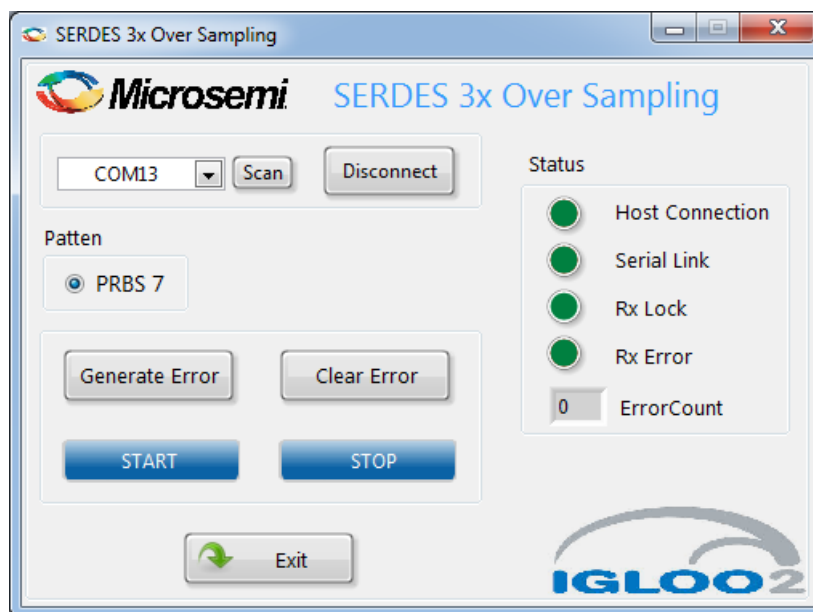 SERDES 3x Over Sampling
Microsemi SERDES 3x Over Sampling
COM13 Scan Disconnect
Patten
PRBS 7
Generate Error Clear Error
START STOP
Exit
Status
Host Connection
Serial Link
Rx Lock
Rx Error
0 ErrorCount
IGLOO2